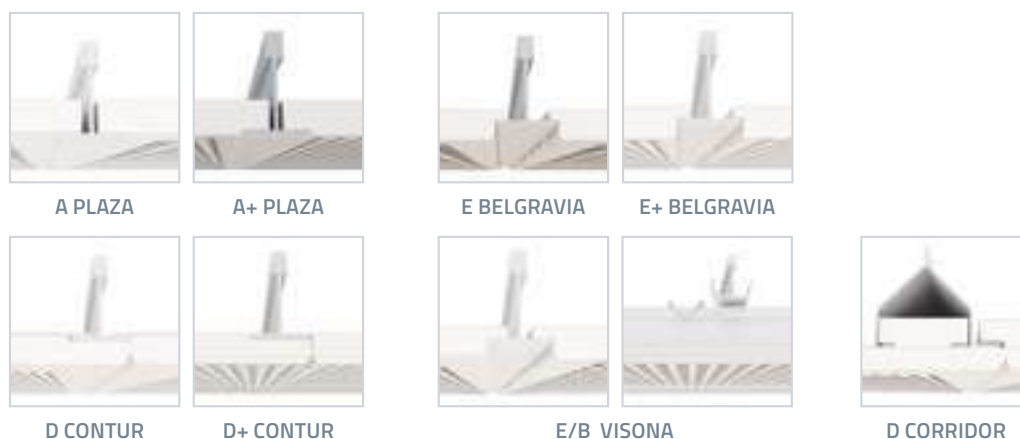 A PLAZA
A+ PLAZA
E BELGRAVIA
E+ BELGRAVIA
D CONTUR
D+ CONTUR
E/B VISONA
D CORRIDOR